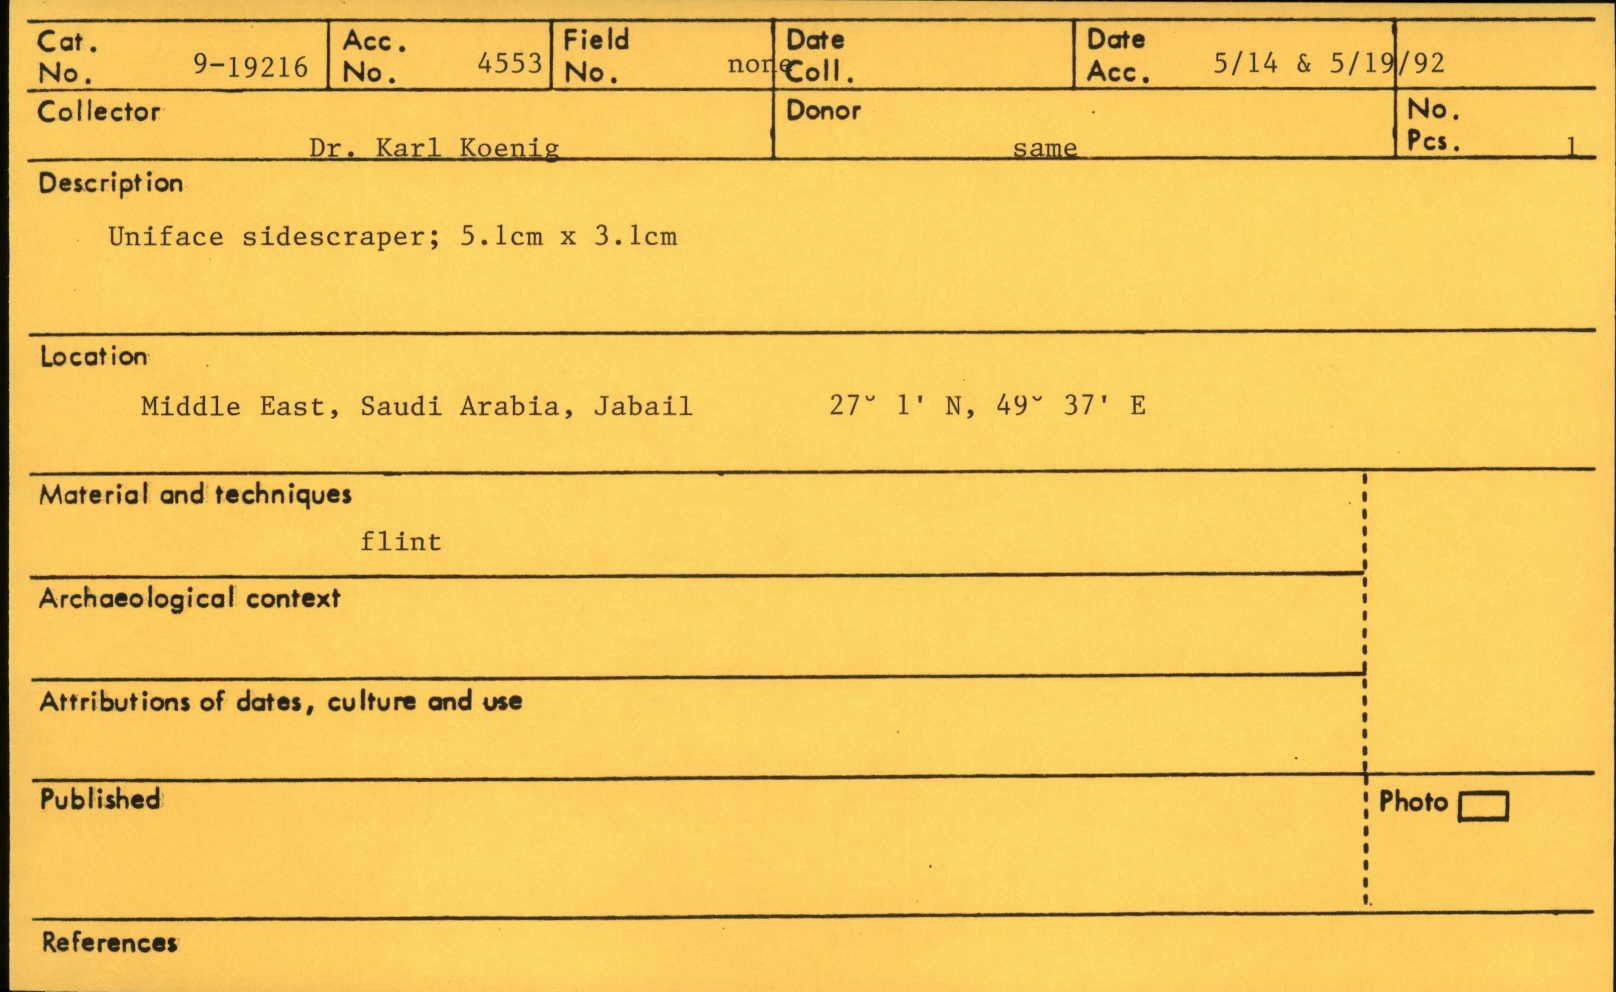 Cat. No. 9-19216 Acc. No. 4553 Field No. none Date Coll. Date Acc. 5/14 & 5/19/92
Collector Dr. Karl Koenig Donor same No. Pcs. 1
Description
Uniface sidescraper; 5.1cm x 3.1cm
Location
Middle East, Saudi Arabia, Jabail 27˘ 1' N, 49˘ 37' E
Material and techniques
flint
Archaeological context
Attributions of dates, culture and use
Published
Photo
References